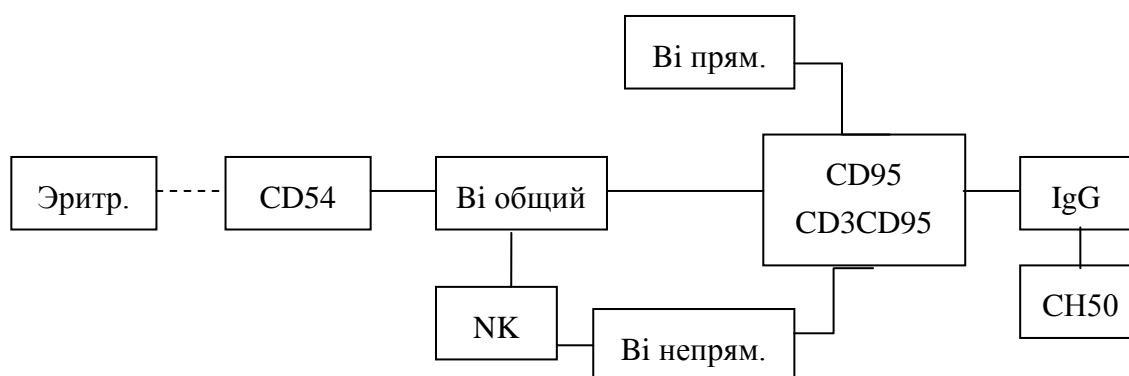 Ві прям.
Эритр.
CD54
Ві общий
CD95
CD3CD95
IgG
CH50
NK
Ві непрям.